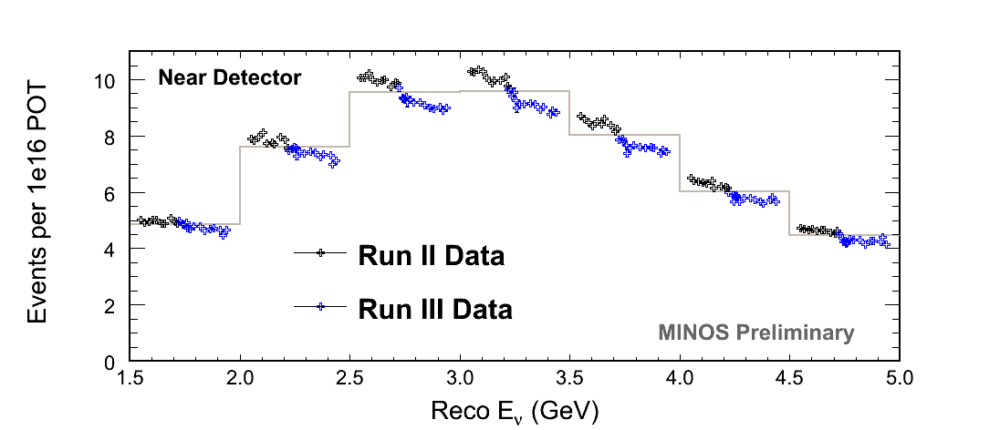 Near Detector
Events per 1e16 POT
10
8
6
4
2
0
Run II Data
Run III Data
MINOS Preliminary
1.5 2.0 2.5 3.0 3.5 4.0 4.5 5.0
Reco Eν (GeV)